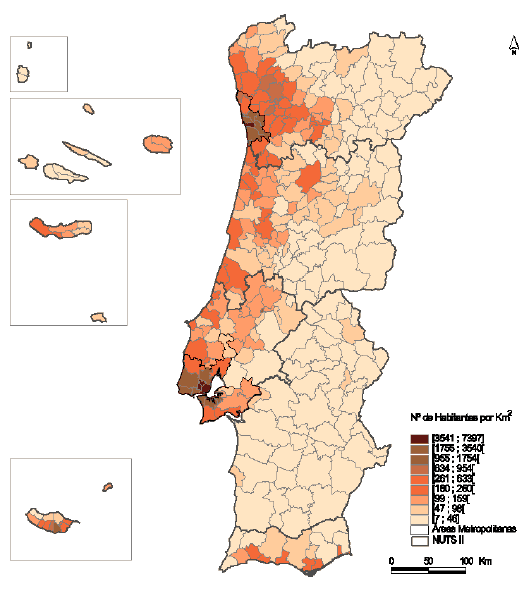 N
Nº de Habitantes por Km2
[3541 ; 7397]
[1755 ; 3540[
[955 ; 1754[
[634 ; 954[
[261 ; 633[
[160 ; 260[
[99 ; 159[
[47 ; 98[
[7 ; 46[
Áreas Metropolitanas
NUTS II
0 50 100 Km